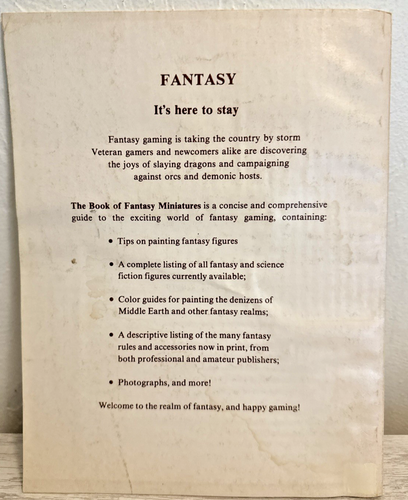 FANTASY
It's here to stay
Fantasy gaming is taking the country by storm
Veteran gamers and newcomers alike are discovering
the joys of slaying dragons and campaigning
against orcs and demonic hosts.
The Book of Fantasy Miniatures is a concise and comprehensive
guide to the exciting world of fantasy gaming, containing:
• Tips on painting fantasy figures
• A complete listing of all fantasy and science
fiction figures currently available;
• Color guides for painting the denizens of
Middle Earth and other fantasy realms;
• A descriptive listing of the many fantasy
rules and accessories now in print, from
both professional and amateur publishers;
• Photographs, and more!
Welcome to the realm of fantasy, and happy gaming!